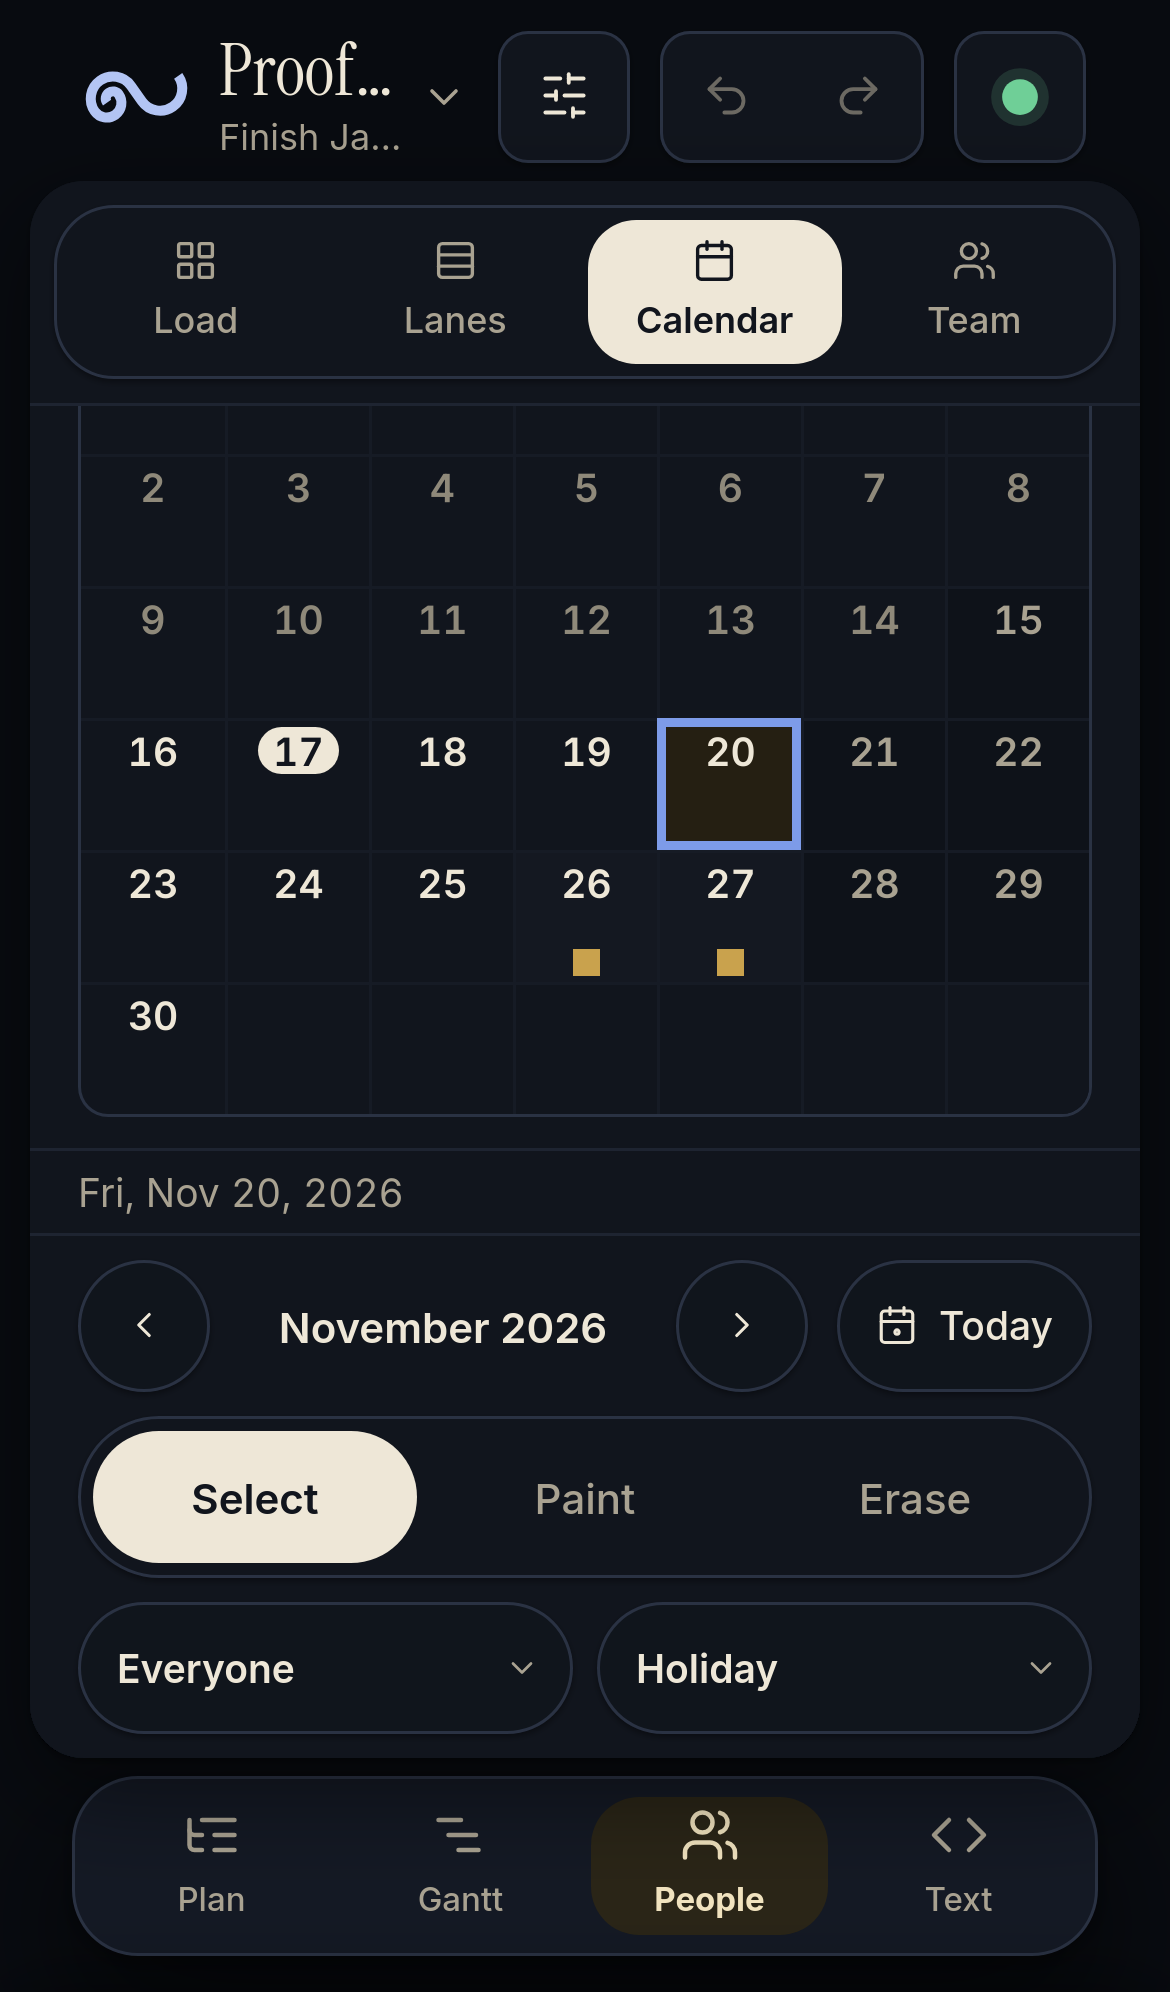 Proof...
Finish Ja...
Load Lanes Calendar Team
2 3 4 5 6 7 8
9 10 11 12 13 14 15
16 17 18 19 20 21 22
23 24 25 26 27 28 29
30
Fri, Nov 20, 2026
November 2026 Today
Select Paint Erase
Everyone Holiday
Plan Gantt People Text